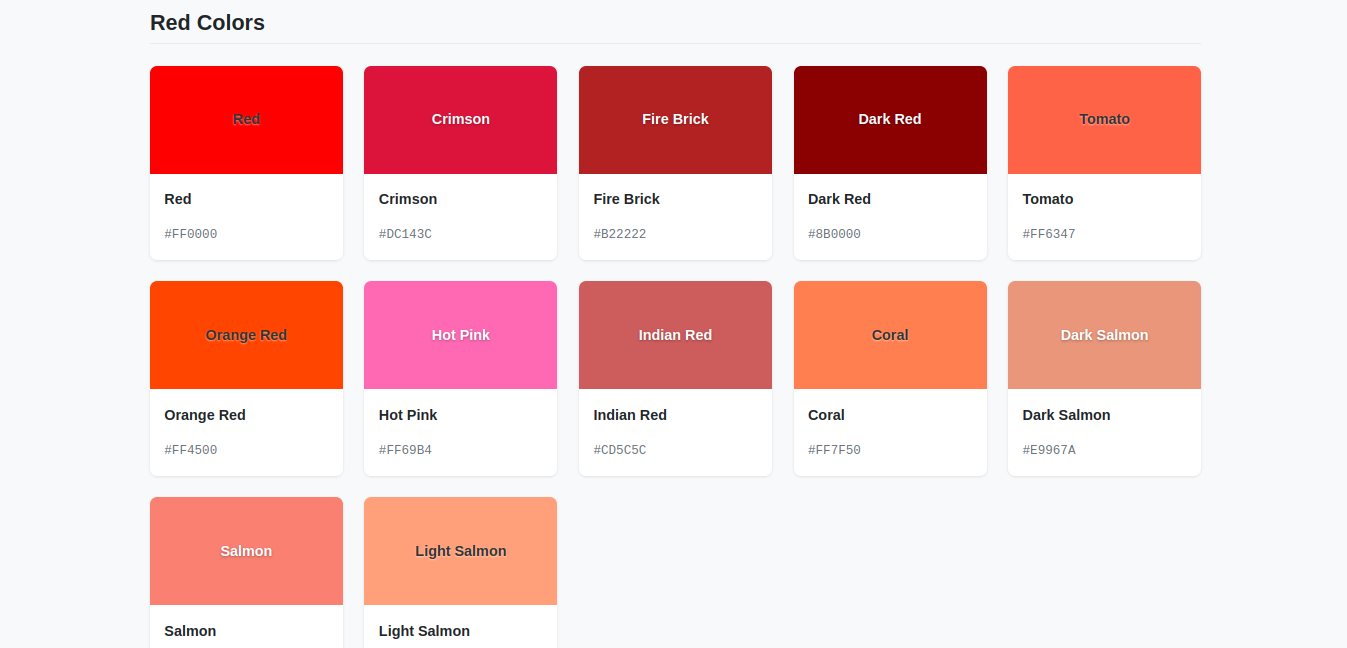 Red Colors
Red
Crimson
Fire Brick
Dark Red
Tomato
Red
Crimson
Fire Brick
Dark Red
Tomato
#FF0000
#DC143C
#B22222
#8B0000
#FF6347
Orange Red
Hot Pink
Indian Red
Coral
Dark Salmon
Orange Red
Hot Pink
Indian Red
Coral
Dark Salmon
#FF4500
#FF69B4
#CD5C5C
#FF7F50
#E9967A
Salmon
Light Salmon
Salmon
Light Salmon